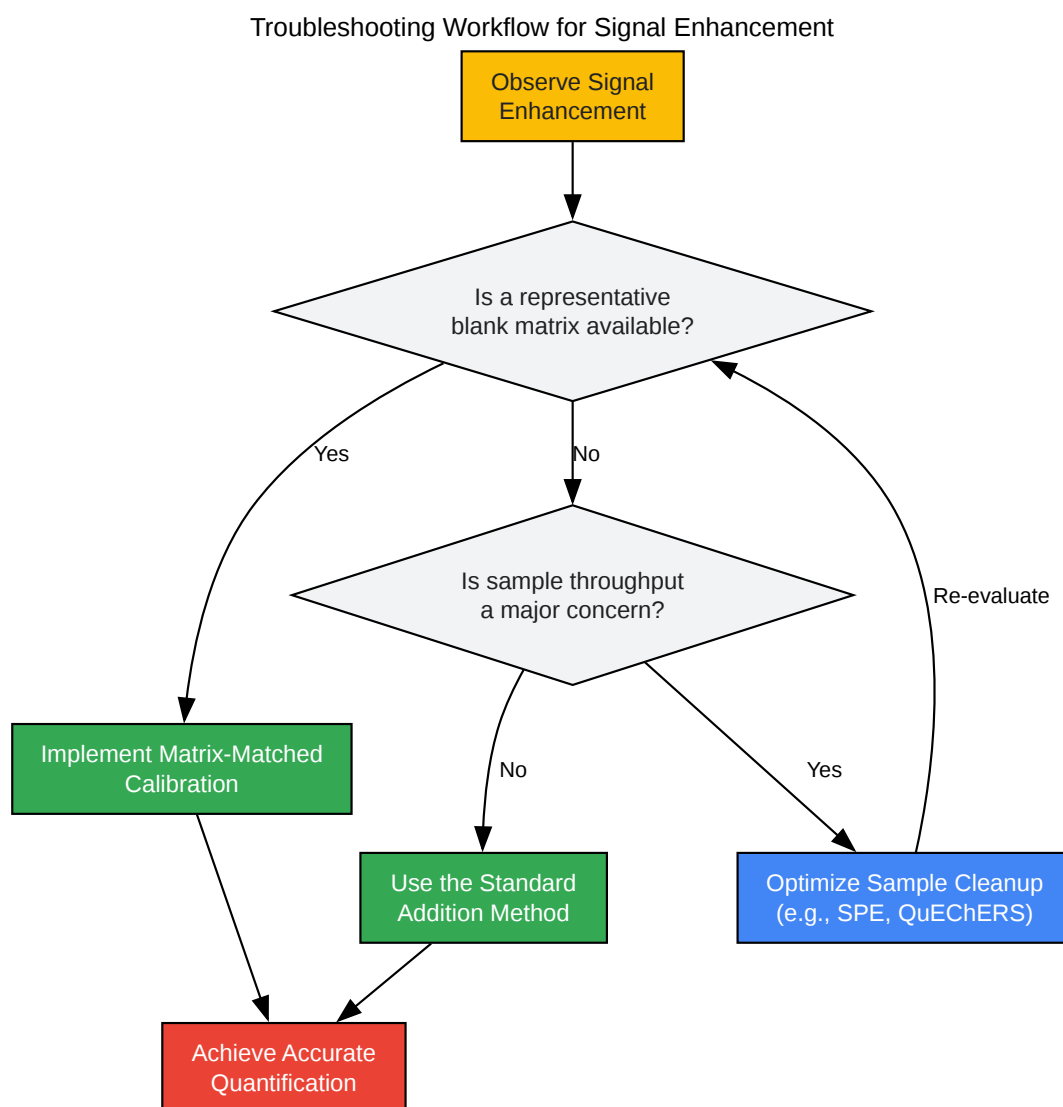 Troubleshooting Workflow for Signal Enhancement
Observe Signal
Enhancement
Is a representative
blank matrix available?
Yes
No
Is sample throughput
a major concern?
Re-evaluate
Implement Matrix-Matched
Calibration
No
Yes
Use the Standard
Addition Method
Optimize Sample Cleanup
(e.g., SPE, QuEChERS)
Achieve Accurate
Quantification